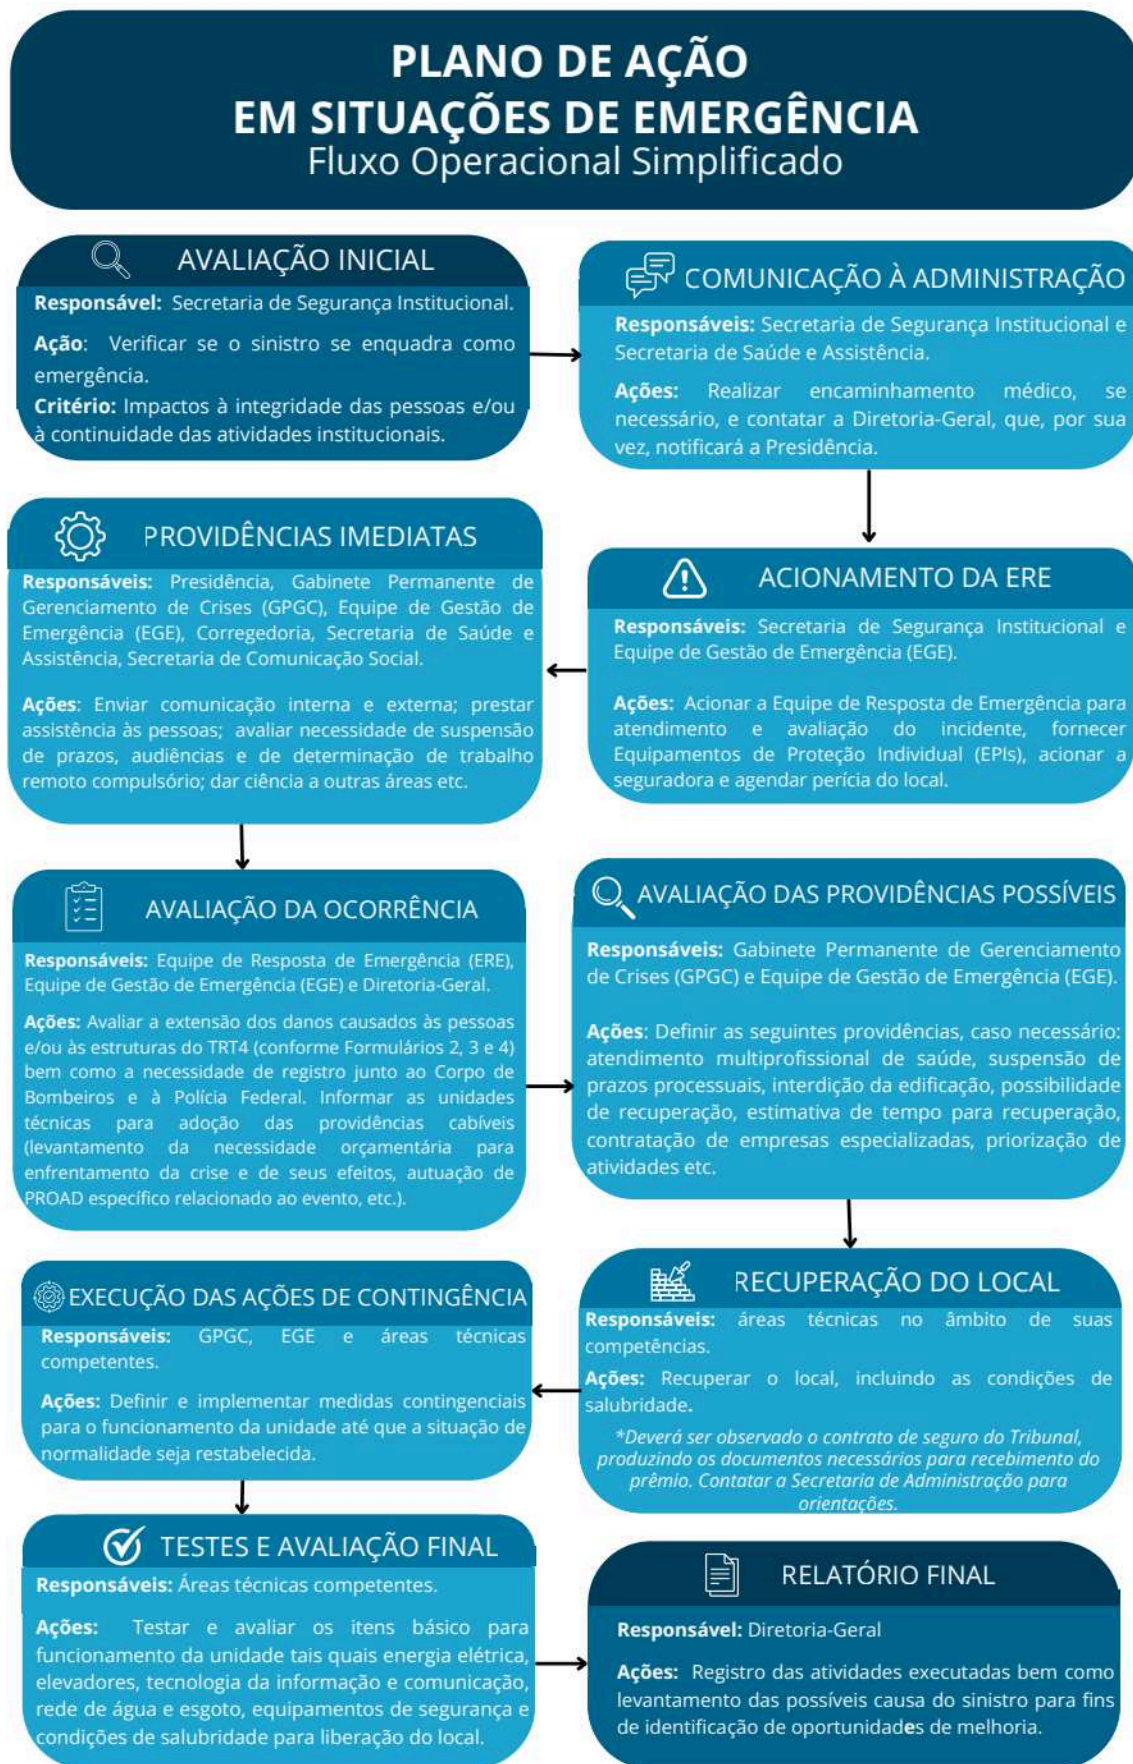 PLANO DE AÇÃO
EM SITUAÇÕES DE EMERGÊNCIA
Fluxo Operacional Simplificado
AVALIAÇÃO INICIAL
Responsável: Secretaria de Segurança Institucional.
Ação: Verificar se o sinistro se enquadra como
emergência.
Critério: Impactos à integridade das pessoas e/ou
à continuidade das atividades institucionais.
COMUNICAÇÃO À ADMINISTRAÇÃO
Responsáveis: Secretaria de Segurança Institucional e
Secretaria de Saúde e Assistência.
Ações: Realizar encaminhamento médico, se
necessário, e contatar a Diretoria-Geral, que, por sua
vez, notificará a Presidência.
ACIONAMENTO DA ERE
Responsáveis: Secretaria de Segurança Institucional e
Equipe de Gestão de Emergência (EGE).
Ações: Acionar a Equipe de Resposta de Emergência para
atendimento e avaliação do incidente, fornecer
Equipamentos de Proteção Individual (EPIs), acionar a
seguradora e agendar perícia do local.
PROVIDÊNCIAS IMEDIATAS
Responsáveis: Presidência, Gabinete Permanente de
Gerenciamento de Crises (GPGC), Equipe de Gestão de
Emergência (EGE), Corregedoria, Secretaria de Saúde e
Assistência, Secretaria de Comunicação Social.
Ações: Enviar comunicação interna e externa; prestar
assistência às pessoas; avaliar necessidade de suspensão
de prazos, audiências e de determinação de trabalho
remoto compulsório; dar ciência a outras áreas etc.
AVALIAÇÃO DA OCORRÊNCIA
Responsáveis: Equipe de Resposta de Emergência (ERE),
Equipe de Gestão de Emergência (EGE) e Diretoria-Geral.
Ações: Avaliar a extensão dos danos causados às pessoas
e/ou às estruturas do TRT4 (conforme Formulários 2, 3 e 4)
bem como a necessidade de registro junto ao Corpo de
Bombeiros e à Polícia Federal. Informar as unidades
técnicas para adoção das providências cabíveis
(levantamento da necessidade orçamentária para
enfrentamento da crise e de seus efeitos, autuação de
PROAD específico relacionado ao evento, etc.).
AVALIAÇÃO DAS PROVIDÊNCIAS POSSÍVEIS
Responsáveis: Gabinete Permanente de Gerenciamento
de Crises (GPGC) e Equipe de Gestão de Emergência (EGE).
Ações: Definir as seguintes providências, caso necessário:
atendimento multiprofissional de saúde, suspensão de
prazos processuais, interdição da edificação, possibilidade
de recuperação, estimativa de tempo para recuperação,
contratação de empresas especializadas, priorização de
atividades etc.
RECUPERAÇÃO DO LOCAL
Responsáveis: áreas técnicas no âmbito de suas
competências.
Ações: Recuperar o local, incluindo as condições de
salubridade.
*Deverá ser observado o contrato de seguro do Tribunal,
produzindo os documentos necessários para recebimento do
prêmio. Contatar a Secretaria de Administração para
orientações.
EXECUÇÃO DAS AÇÕES DE CONTINGÊNCIA
Responsáveis: GPGC, EGE e áreas técnicas
competentes.
Ações: Definir e implementar medidas contingenciais
para o funcionamento da unidade até que a situação de
normalidade seja restabelecida.
TESTES E AVALIAÇÃO FINAL
Responsáveis: Áreas técnicas competentes.
Ações: Testar e avaliar os itens básico para
funcionamento da unidade tais quais energia elétrica,
elevadores, tecnologia da informação e comunicação,
rede de água e esgoto, equipamentos de segurança e
condições de salubridade para liberação do local.
RELATÓRIO FINAL
Responsável: Diretoria-Geral
Ações: Registro das atividades executadas bem como
levantamento das possíveis causa do sinistro para fins
de identificação de oportunidades de melhoria.